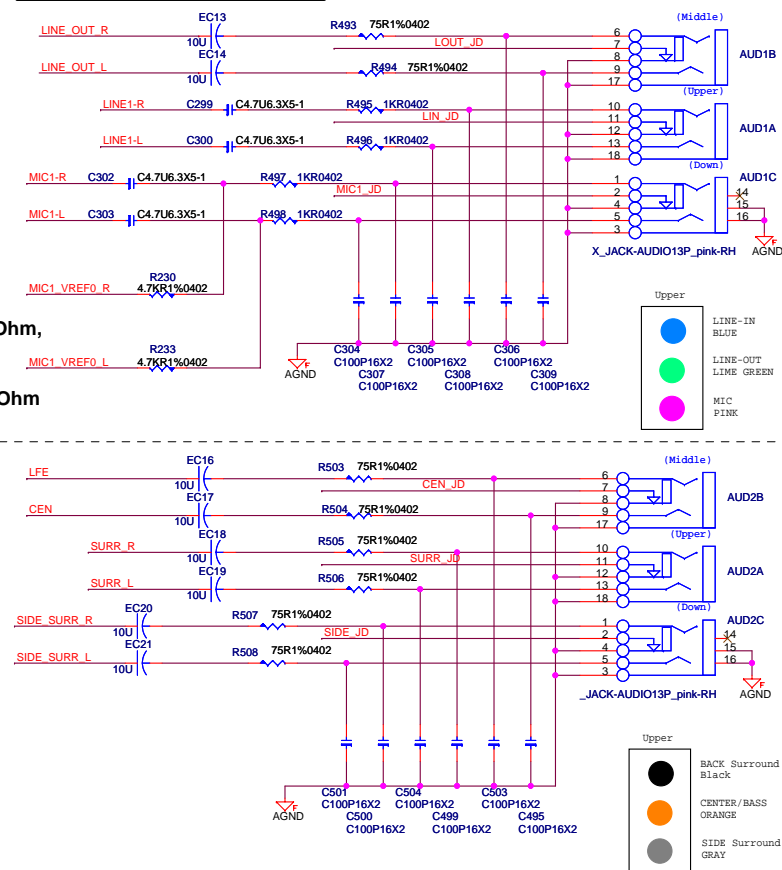 EC13
LINE_OUT_R
10U
R493
75R1%0402
LOUT_JD
6
7
8
9
17
(Middle)
AUD1B
EC14
LINE_OUT_L
10U
R494
75R1%0402
(Upper)
LINE1-R
C299
C4.7U6.3X5-1
R495
1KR0402
LIN_JD
10
11
12
13
18
AUD1A
LINE1-L
C300
C4.7U6.3X5-1
R496
1KR0402
(Down)
MIC1-R
C302
C4.7U6.3X5-1
R497
1KR0402
MIC1_JD
1
2
4
5
3
AUD1C
14
15
16
MIC1-L
C303
C4.7U6.3X5-1
R498
1KR0402
X_JACK-AUDIO13P_pink-RH
F
AGND
R230
MIC1_VREF0_R
4.7KR1%0402
Ohm,
R233
MIC1_VREF0_L
4.7KR1%0402
Ohm
F
AGND
C304
C100P16X2
C307
C100P16X2
C305
C100P16X2
C308
C100P16X2
C306
C100P16X2
C309
C100P16X2
Upper
LINE-IN
BLUE
LINE-OUT
LIME GREEN
MIC
PINK
EC16
LFE
10U
R503
75R1%0402
CEN_JD
6
7
8
9
17
(Middle)
AUD2B
EC17
CEN
10U
R504
75R1%0402
(Upper)
EC18
SURR_R
10U
R505
75R1%0402
SURR_JD
10
11
12
13
18
AUD2A
EC19
SURR_L
10U
R506
75R1%0402
(Down)
EC20
SIDE_SURR_R
10U
R507
75R1%0402
SIDE_JD
1
2
4
5
3
AUD2C
14
15
16
EC21
SIDE_SURR_L
10U
R508
75R1%0402
_JACK-AUDIO13P_pink-RH
F
AGND
F
AGND
C501
C100P16X2
C500
C100P16X2
C504
C100P16X2
C499
C100P16X2
C503
C100P16X2
C495
C100P16X2
Upper
BACK Surround
Black
CENTER/BASS
ORANGE
SIDE Surround
GRAY